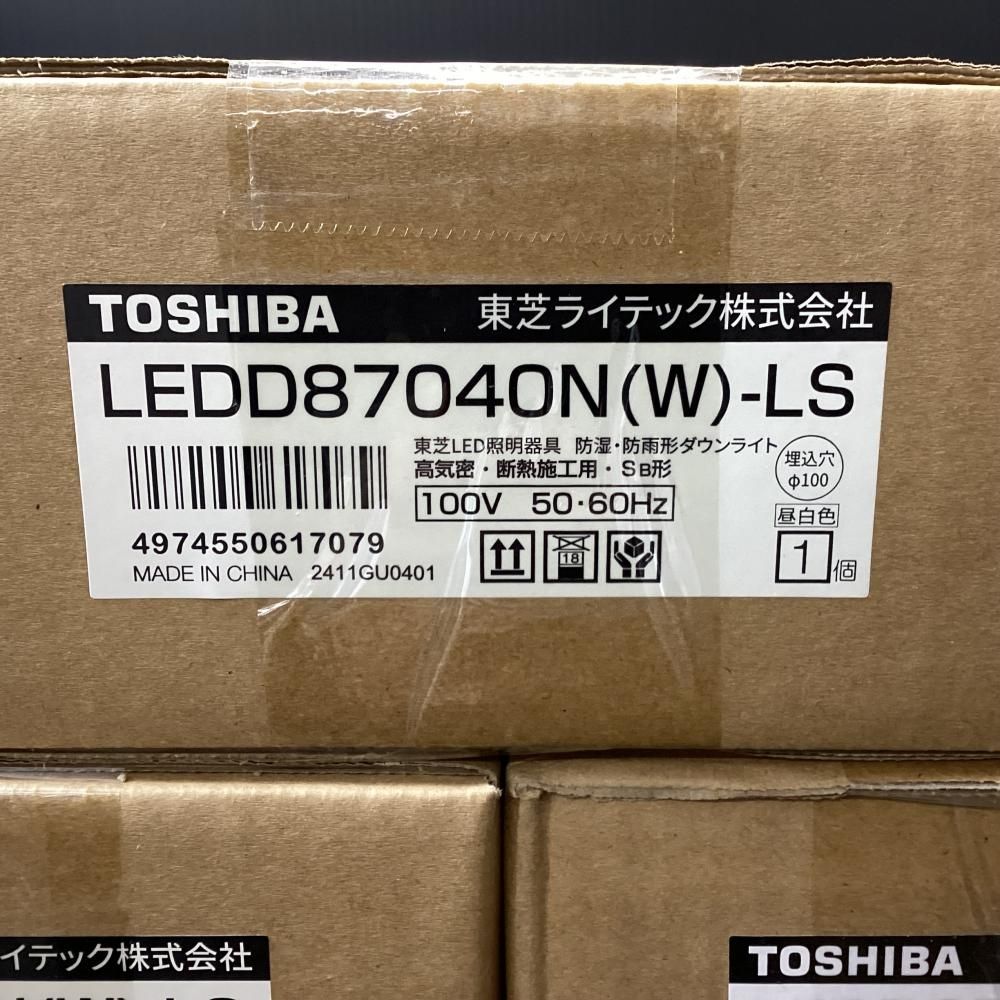 TOSHIBA 東芝ライテック株式会社
LEDD87040N(W)-LS
東芝LED照明器具 防湿・防雨形ダウンライト
高気密・断熱施工用・SB形
埋込穴
φ100
100V 50・60Hz
昼白色
4974550617079
MADE IN CHINA 2411GU0401
18
1個
イテック株式会社
TOSHIBA